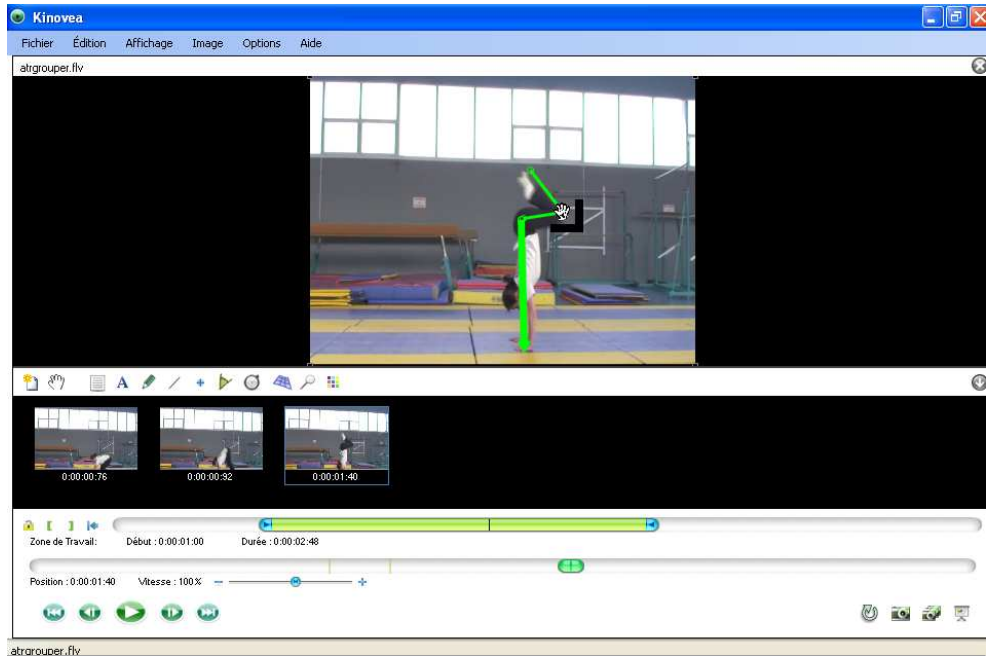 Kinovea
Fichier Édition Affichage Image Options Aide
atrgrouper.flv
A
0:00:00:76 0:00:00:92 0:00:01:40
Zone de Travail: Début : 0:00:01:00 Durée : 0:00:02:48
Position : 0:00:01:40 Vitesse : 100%
atrgrouper.flv